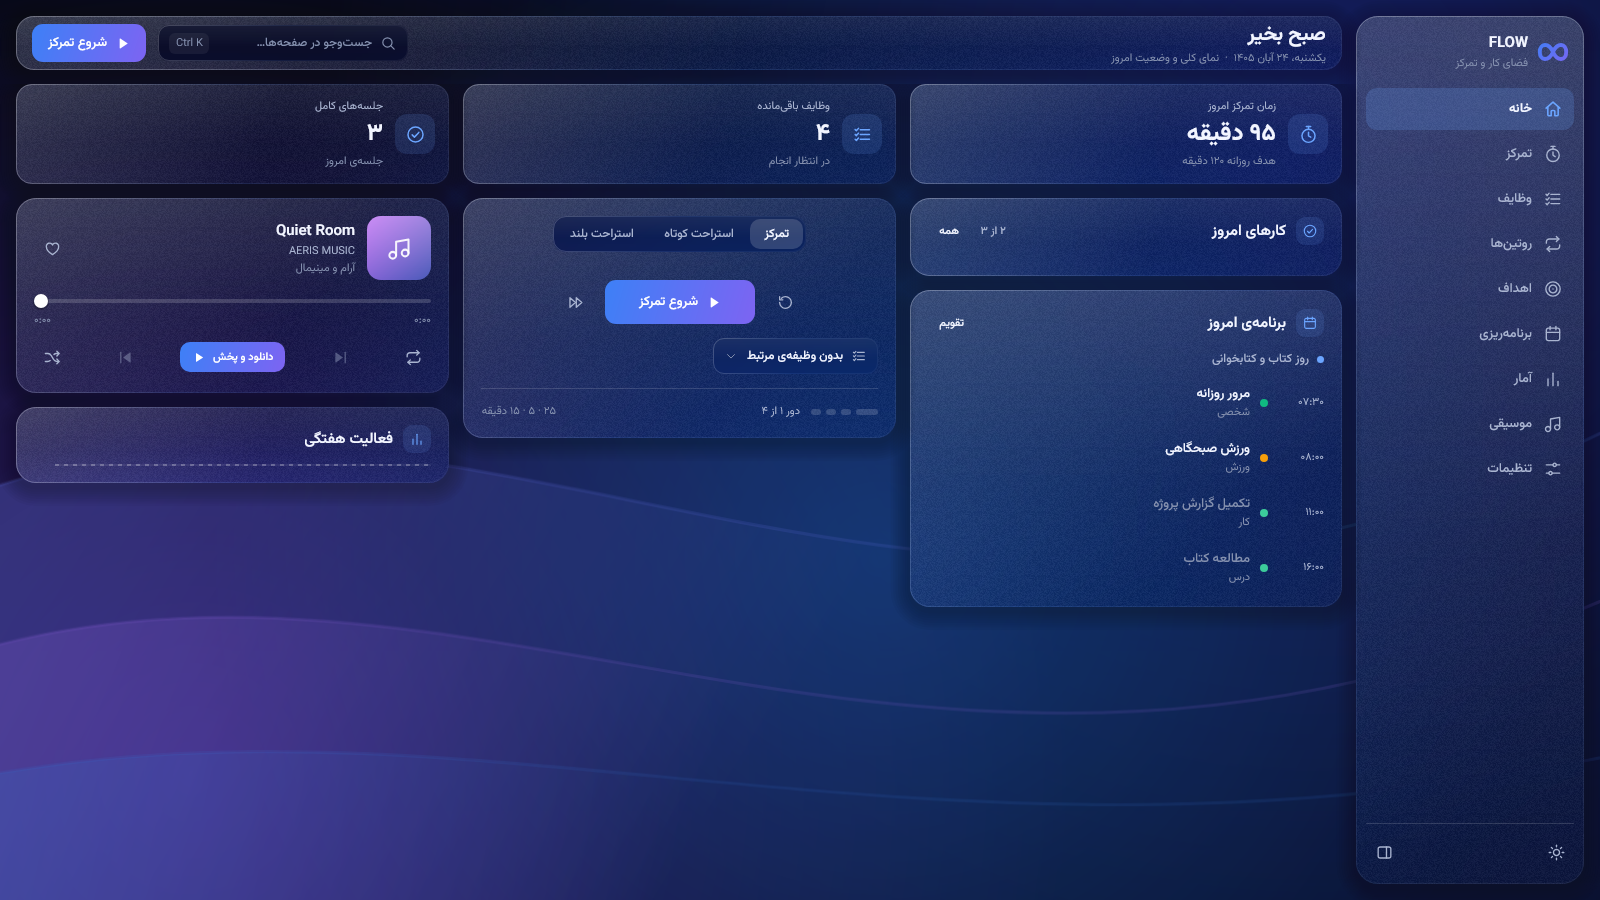 FLOW
فضای کار و تمرکز
خانه
تمرکز
وظایف
روتین‌ها
اهداف
برنامه‌ریزی
آمار
موسیقی
تنظیمات
صبح بخیر
یکشنبه، ۲۴ آبان ۱۴۰۵ · نمای کلی و وضعیت امروز
جست‌وجو در صفحه‌ها...
Ctrl K
شروع تمرکز
زمان تمرکز امروز
۹۵ دقیقه
هدف روزانه ۱۲۰ دقیقه
وظایف باقی‌مانده
۴
در انتظار انجام
جلسه‌های کامل
۳
جلسه‌ی امروز
کارهای امروز
۲ از ۳
همه
برنامه‌ی امروز
تقویم
روز کتاب و کتابخوانی
۰۷:۳۰
مرور روزانه
شخصی
۰۸:۰۰
ورزش صبحگاهی
ورزش
۱۱:۰۰
تکمیل گزارش پروژه
کار
۱۶:۰۰
مطالعه کتاب
درس
تمرکز
استراحت کوتاه
استراحت بلند
شروع تمرکز
بدون وظیفه‌ی مرتبط
دور ۱ از ۴
۲۵ · ۵ · ۱۵ دقیقه
Quiet Room
AERIS MUSIC
آرام و مینیمال
۰:۰۰
۰:۰۰
دانلود و پخش
فعالیت هفتگی